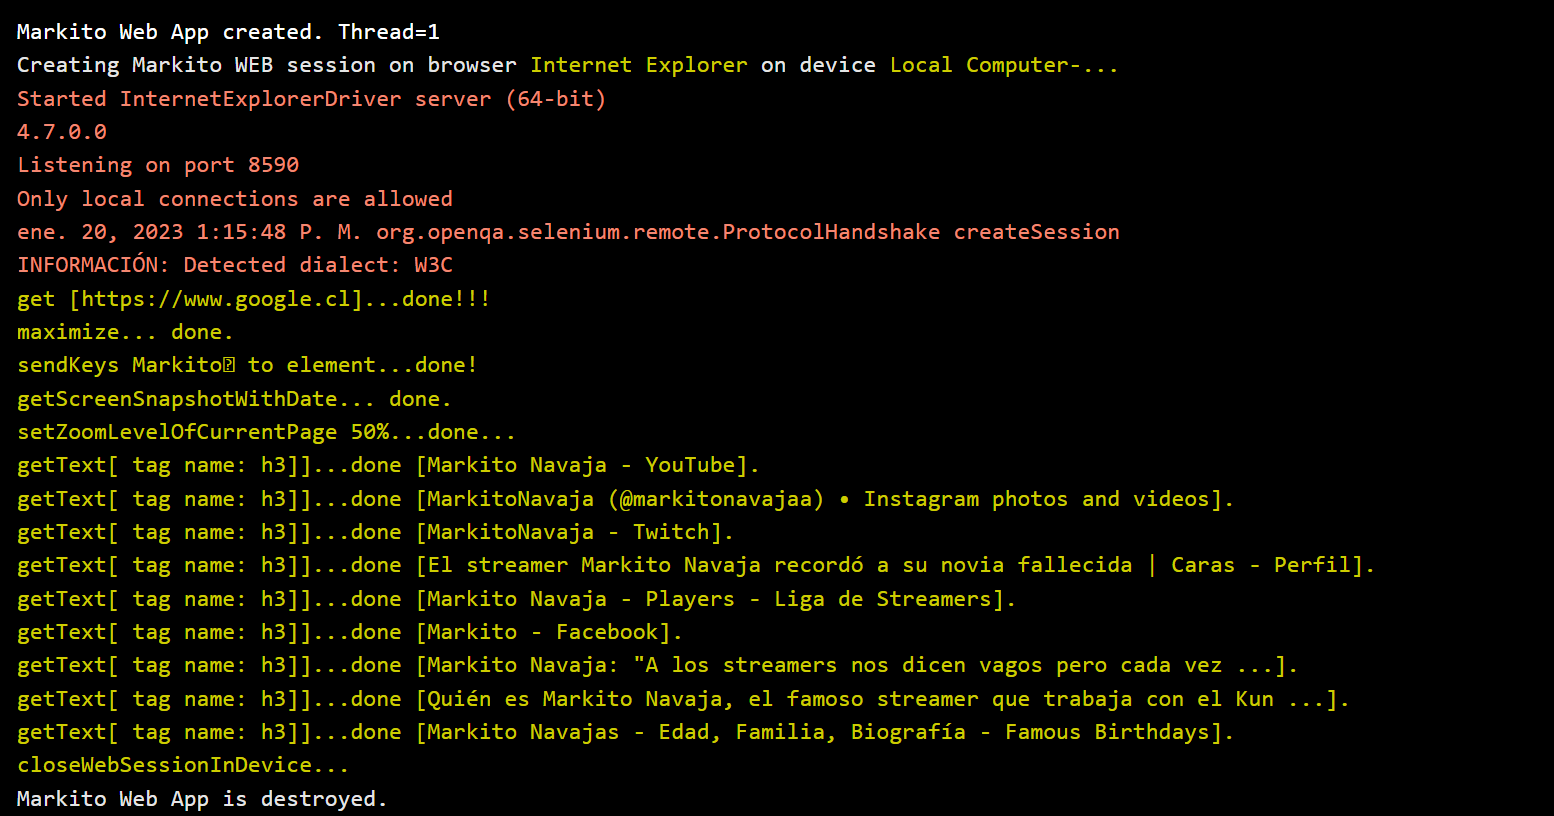 Markito Web App created. Thread=1
Creating Markito WEB session on browser Internet Explorer on device Local Computer-...
Started InternetExplorerDriver server (64-bit)
4.7.0.0
Listening on port 8590
Only local connections are allowed
ene. 20, 2023 1:15:48 P. M. org.openqa.selenium.remote.ProtocolHandshake createSession
INFORMACIÓN: Detected dialect: W3C
get [https://www.google.cl]...done!!!
maximize... done.
sendKeys Markito to element...done!
getScreenSnapshotWithDate... done.
setZoomLevelOfCurrentPage 50%...done...
getText[ tag name: h3]]...done [Markito Navaja - YouTube].
getText[ tag name: h3]]...done [MarkitoNavaja (@markitonavajaa) • Instagram photos and videos].
getText[ tag name: h3]]...done [MarkitoNavaja - Twitch].
getText[ tag name: h3]]...done [El streamer Markito Navaja recordó a su novia fallecida | Caras - Perfil].
getText[ tag name: h3]]...done [Markito Navaja - Players - Liga de Streamers].
getText[ tag name: h3]]...done [Markito - Facebook].
getText[ tag name: h3]]...done [Markito Navaja: "A los streamers nos dicen vagos pero cada vez ...].
getText[ tag name: h3]]...done [Quién es Markito Navaja, el famoso streamer que trabaja con el Kun ...].
getText[ tag name: h3]]...done [Markito Navajas - Edad, Familia, Biografía - Famous Birthdays].
closeWebSessionInDevice...
Markito Web App is destroyed.